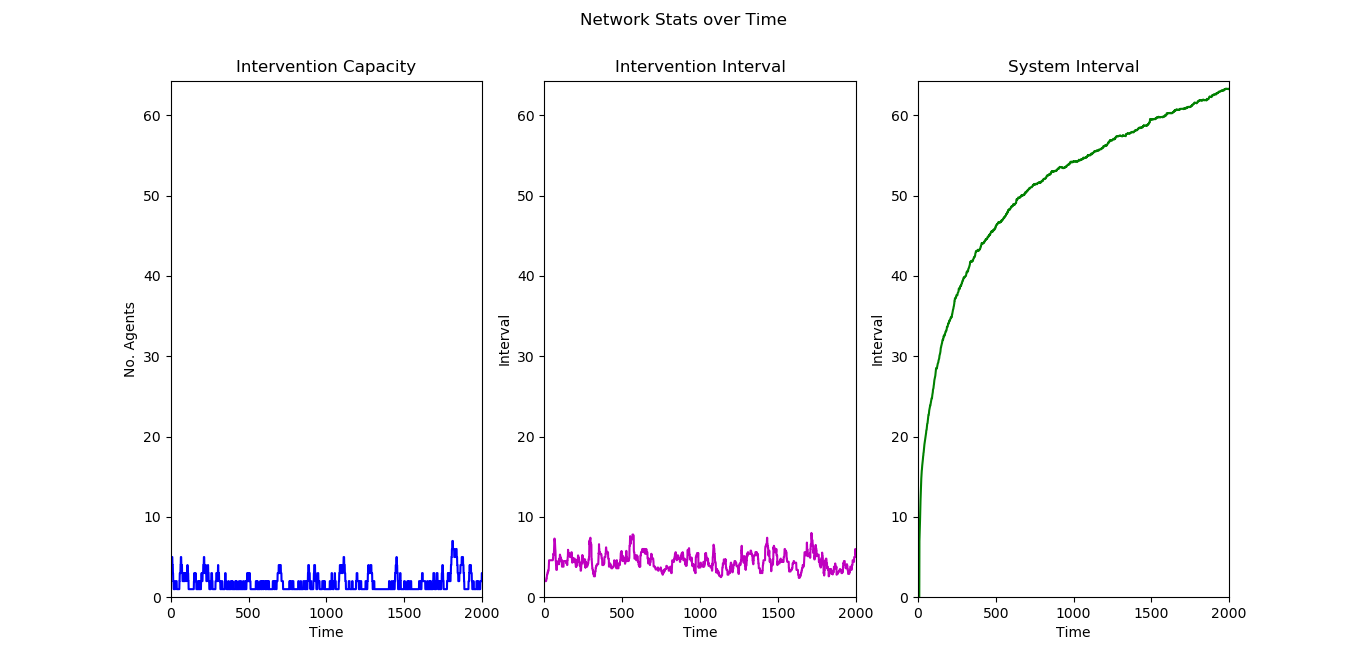 Network Stats over Time
Intervention Capacity
60
50
40
30
20
10
0
No. Agents
0 500 1000 1500 2000
Time
Intervention Interval
60
50
40
30
20
10
0
Interval
0 500 1000 1500 2000
Time
System Interval
60
50
40
30
20
10
0
Interval
0 500 1000 1500 2000
Time